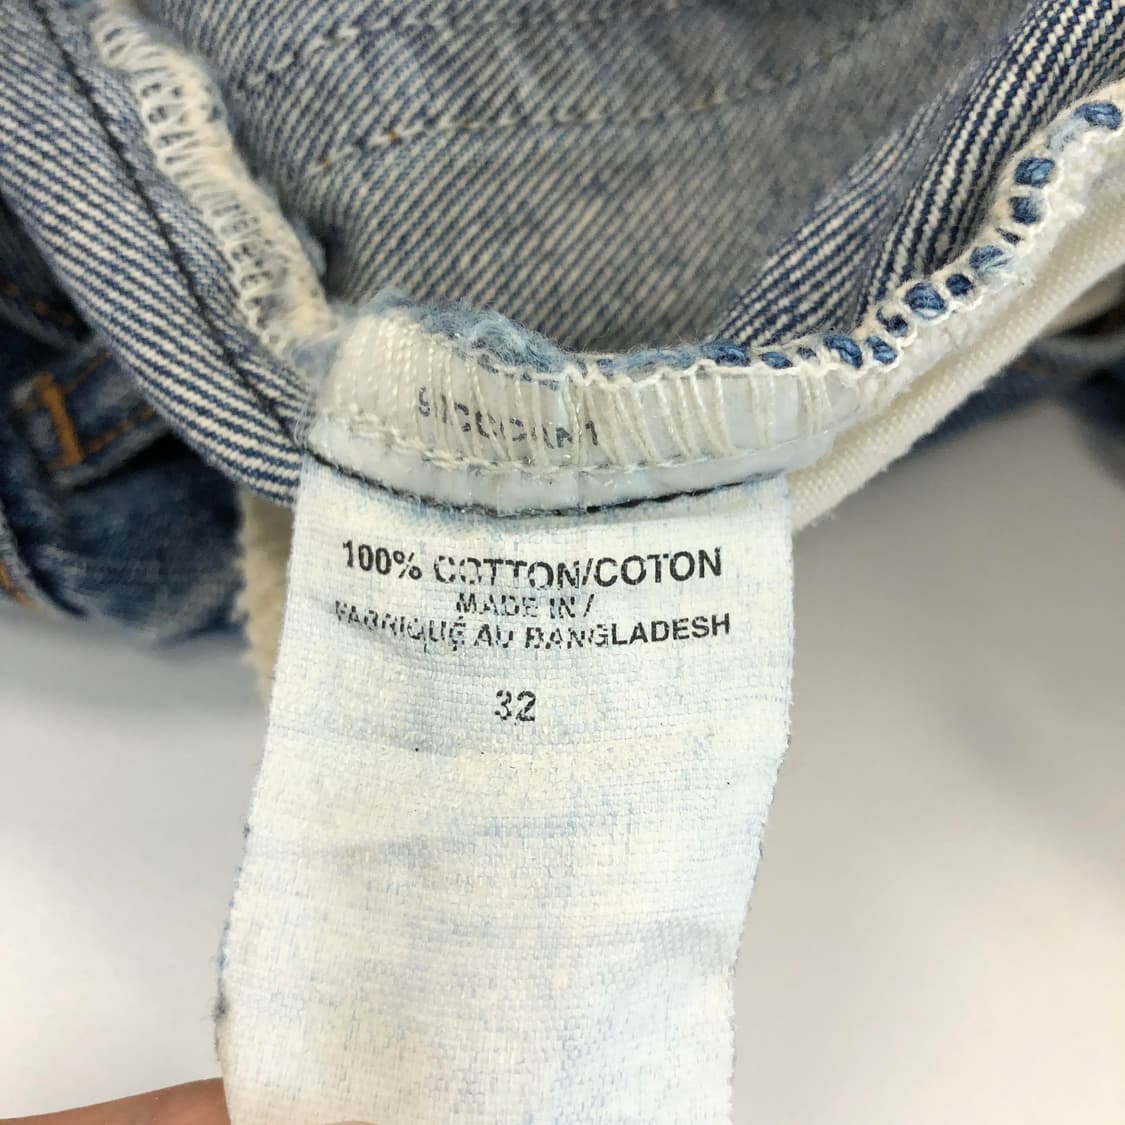 100% COTTON/COTON
MADE IN/
FABRIQUÉ AU BANGLADESH
32